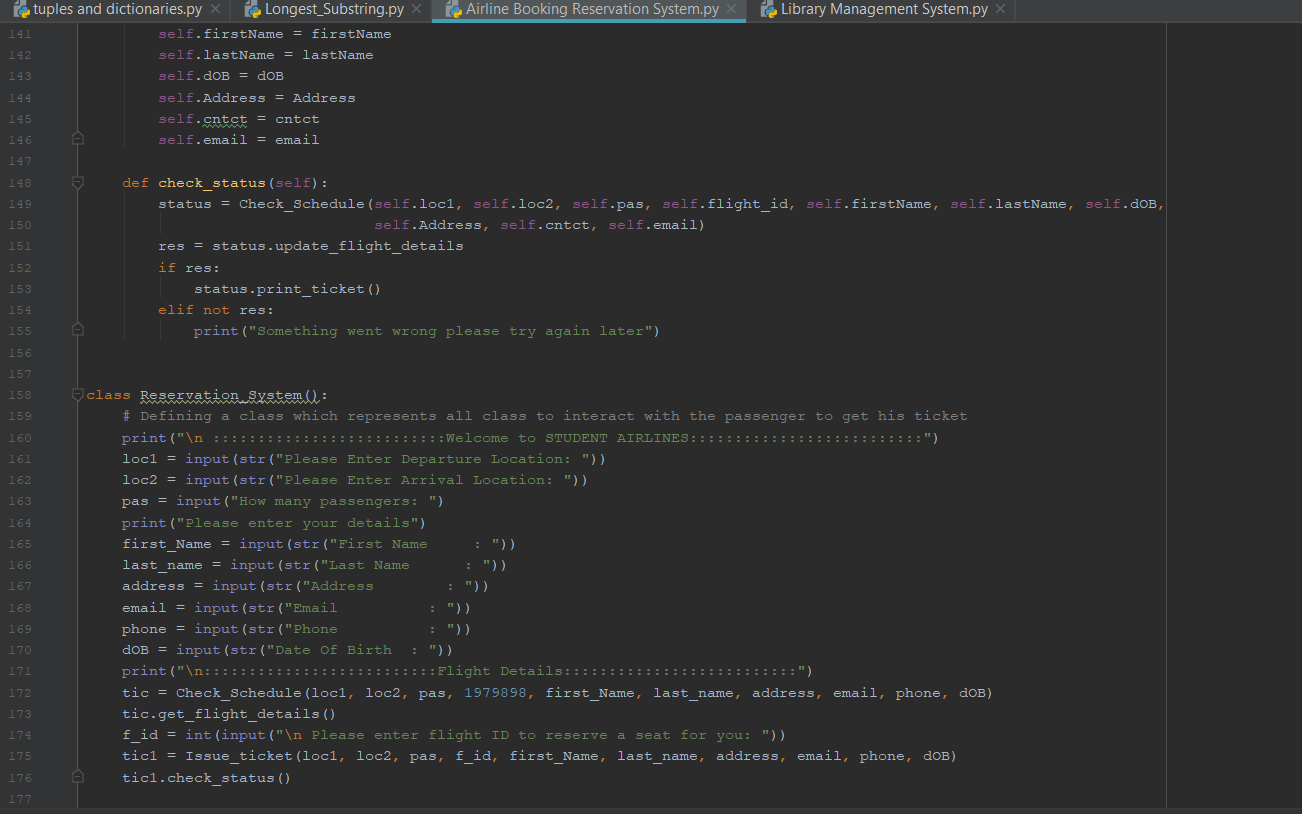 tuples and dictionaries.py × Longest_Substring.py × Airline Booking Reservation System.py × Library Management System.py ×
141 self.firstName = firstName
142 self.lastName = lastName
143 self.dOB = dOB
144 self.Address = Address
145 self.cntct = cntct
146 self.email = email
147
148 def check_status(self):
149 status = Check_Schedule(self.loc1, self.loc2, self.pas, self.flight_id, self.firstName, self.lastName, self.dOB,
150 self.Address, self.cntct, self.email)
151 res = status.update_flight_details
152 if res:
153 status.print_ticket()
154 elif not res:
155 print("Something went wrong please try again later")
156
157
158 class Reservation_System():
159 # Defining a class which represents all class to interact with the passenger to get his ticket
160 print("\n ::::::::::::::::::::::::::Welcome to STUDENT AIRLINES::::::::::::::::::::::::::")
161 loc1 = input(str("Please Enter Departure Location: "))
162 loc2 = input(str("Please Enter Arrival Location: "))
163 pas = input("How many passengers: ")
164 print("Please enter your details")
165 first_Name = input(str("First Name     : "))
166 last_name = input(str("Last Name      : "))
167 address = input(str("Address        : "))
168 email = input(str("Email          : "))
169 phone = input(str("Phone          : "))
170 dOB = input(str("Date Of Birth  : "))
171 print("\n::::::::::::::::::::::::::Flight Details::::::::::::::::::::::::::")
172 tic = Check_Schedule(loc1, loc2, pas, 1979898, first_Name, last_name, address, email, phone, dOB)
173 tic.get_flight_details()
174 f_id = int(input("\n Please enter flight ID to reserve a seat for you: "))
175 tic1 = Issue_ticket(loc1, loc2, pas, f_id, first_Name, last_name, address, email, phone, dOB)
176 tic1.check_status()
177